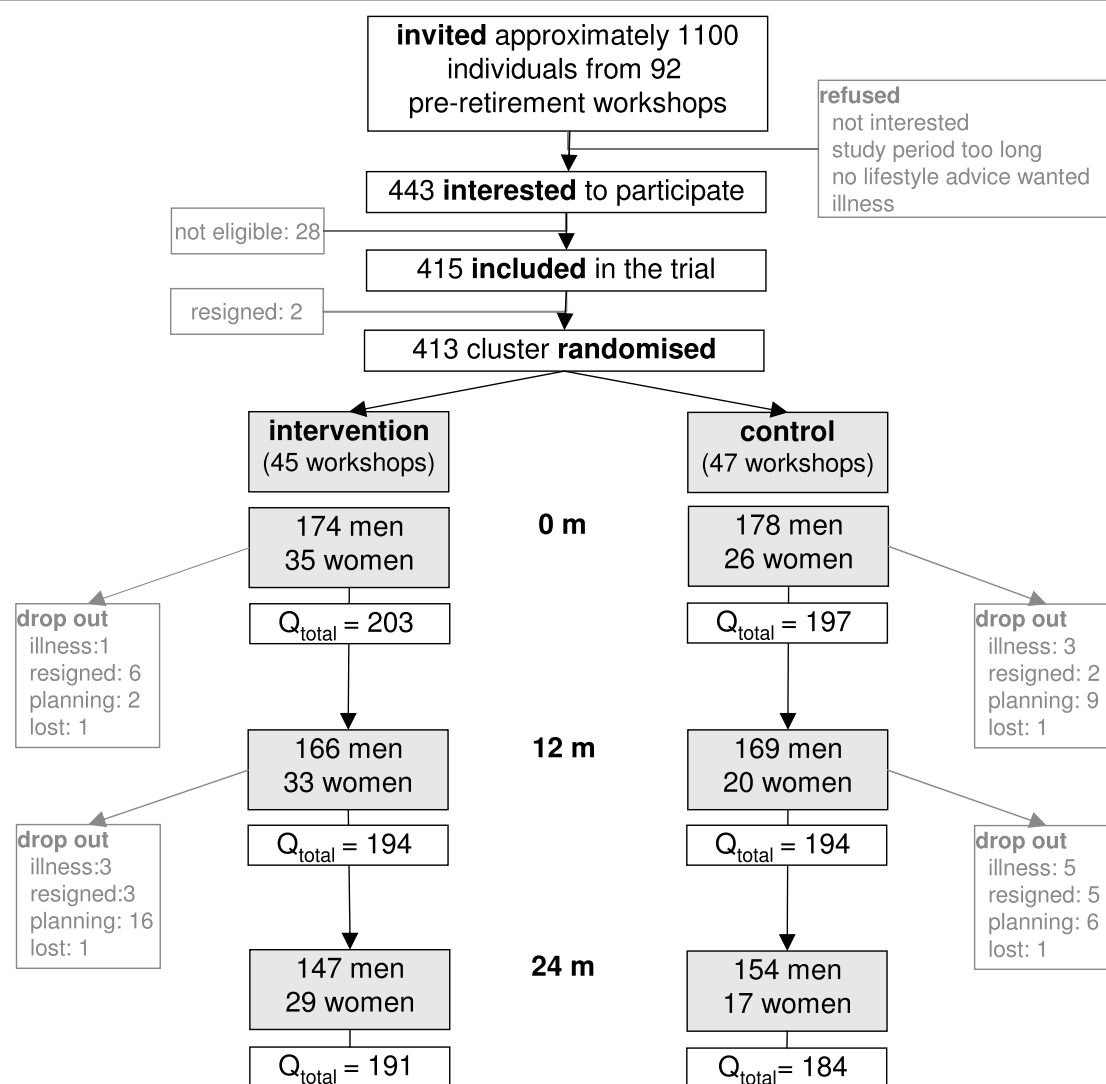 invited approximately 1100
individuals from 92
pre-retirement workshops
refused
not interested
study period too long
no lifestyle advice wanted
illness
443 interested to participate
not eligible: 28
415 included in the trial
resigned: 2
413 cluster randomised
intervention
(45 workshops)
control
(47 workshops)
174 men
35 women
0 m
178 men
26 women
Qtotal = 203
Qtotal = 197
drop out
illness:1
resigned: 6
planning: 2
lost: 1
drop out
illness: 3
resigned: 2
planning: 9
lost: 1
166 men
33 women
12 m
169 men
20 women
Qtotal = 194
Qtotal = 194
drop out
illness:3
resigned:3
planning: 16
lost: 1
drop out
illness: 5
resigned: 5
planning: 6
lost: 1
147 men
29 women
24 m
154 men
17 women
Qtotal = 191
Qtotal= 184